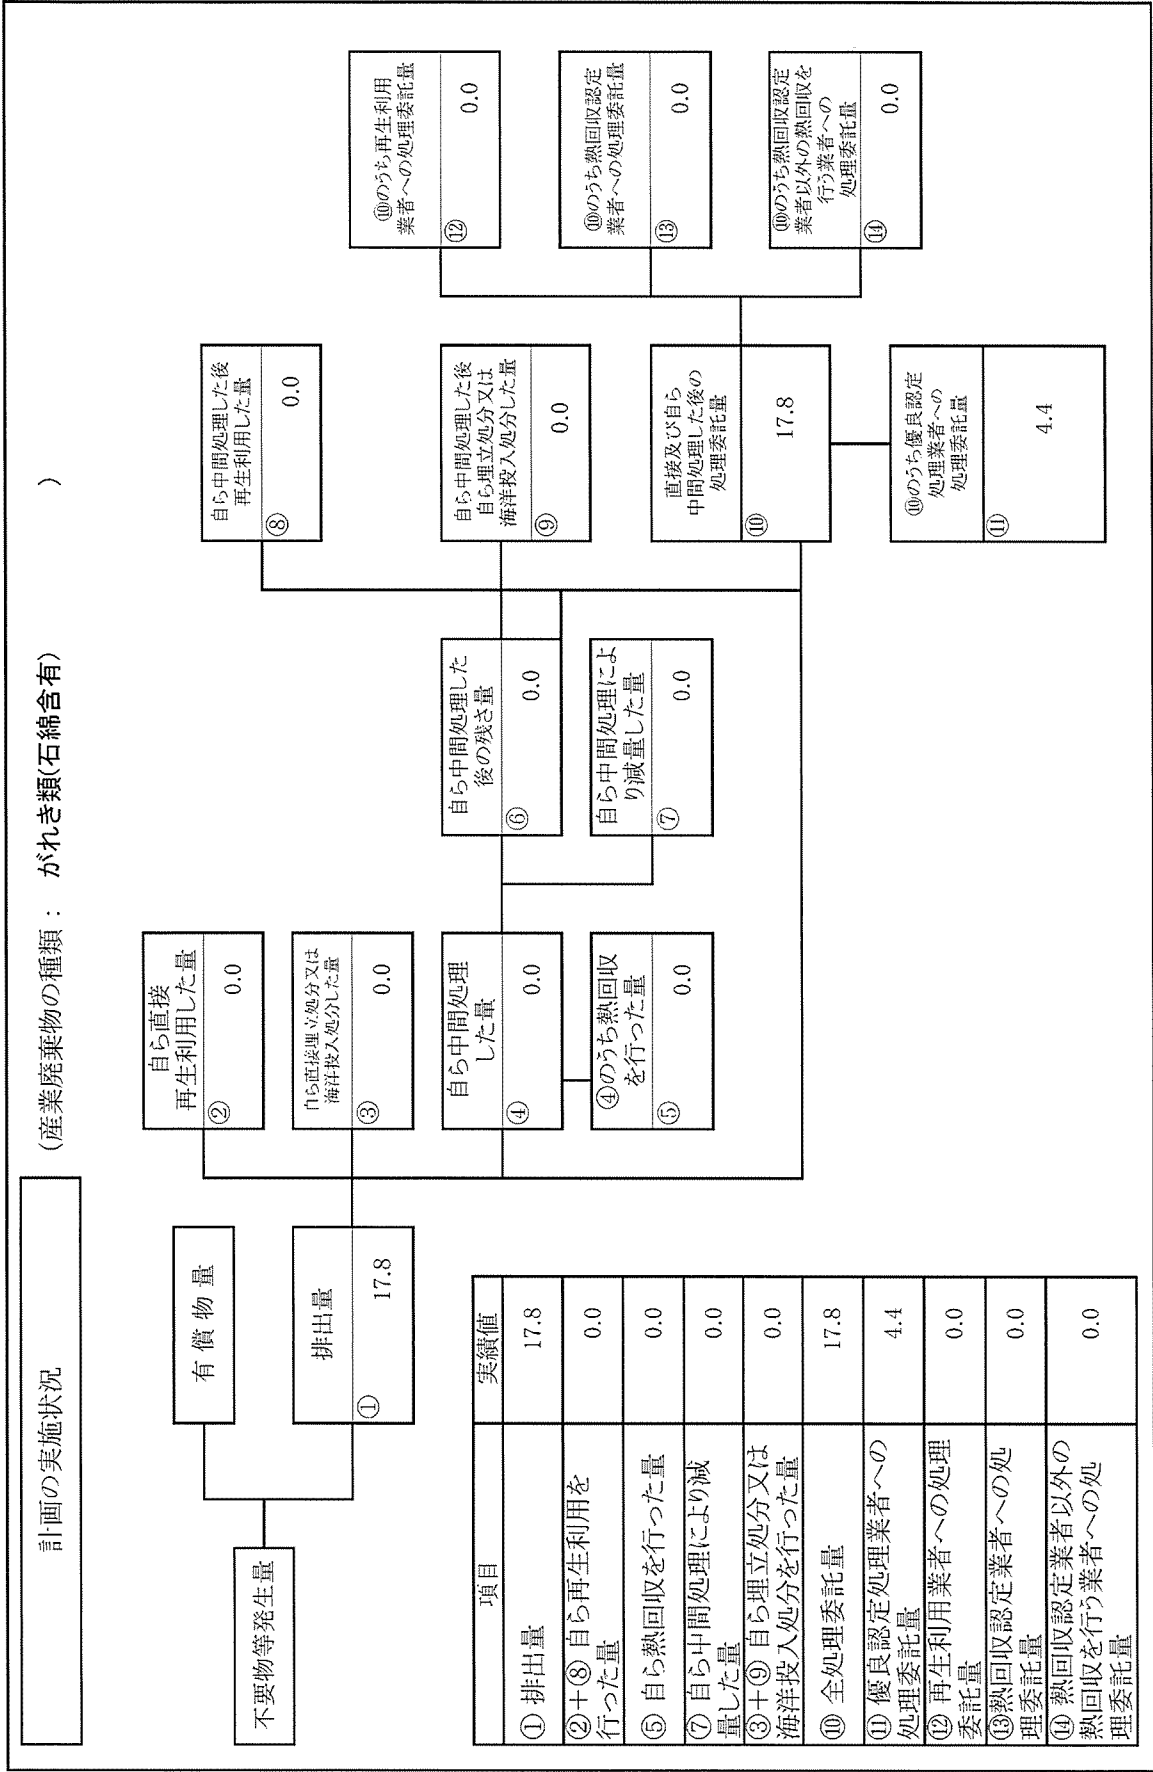 計画の実施状況
(産業廃棄物の種類： がれき類(石綿含有) )
不要物等発生量
有 償 物 量
排出量
① 17.8
自ら直接
再生利用した量
② 0.0
自ら直接埋立処分又は
海洋投入処分した量
③ 0.0
自ら中間処理
した量
④ 0.0
④のうち熱回収
を行った量
⑤ 0.0
自ら中間処理した
後の残さ量
⑥ 0.0
自ら中間処理によ
り減量した量
⑦ 0.0
自ら中間処理した後
再生利用した量
⑧ 0.0
自ら中間処理した後
自ら埋立処分又は
海洋投入処分した量
⑨ 0.0
直接及び自ら
中間処理した後の
処理委託量
⑩ 17.8
⑩のうち優良認定
処理業者への
処理委託量
⑪ 4.4
⑩のうち再生利用
業者への処理委託量
⑫ 0.0
⑩のうち熱回収認定
業者への処理委託量
⑬ 0.0
⑩のうち熱回収認定
業者以外の熱回収を
行う業者への
処理委託量
⑭ 0.0
項目 実績値
① 排出量 17.8
②＋⑧ 自ら再生利用を
行った量 0.0
⑤ 自ら熱回収を行った量 0.0
⑦ 自ら中間処理により減
量した量 0.0
③＋⑨ 自ら埋立処分又は
海洋投入処分を行った量 0.0
⑩ 全処理委託量 17.8
⑪ 優良認定処理業者への
処理委託量 4.4
⑫ 再生利用業者への処理
委託量 0.0
⑬熱回収認定業者への処
理委託量 0.0
⑭ 熱回収認定業者以外の
熱回収を行う業者への処
理委託量 0.0